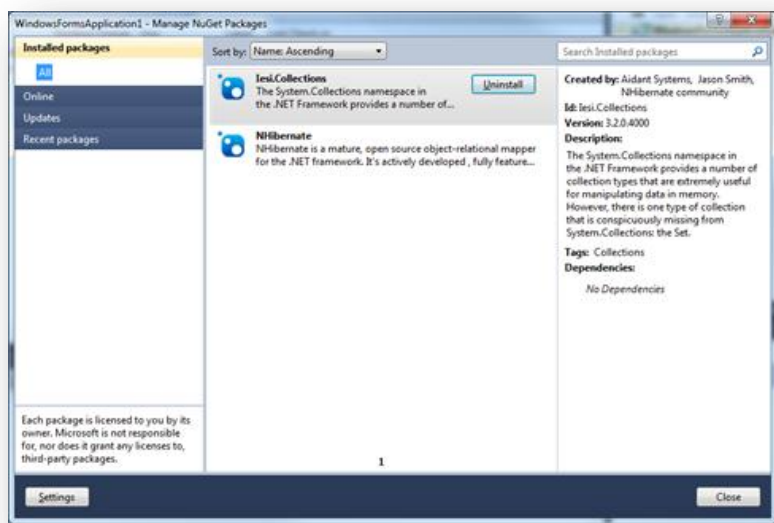 WindowsFormsApplication1 - Manage NuGet Packages
Installed packages
All
Online
Updates
Recent packages
Each package is licensed to you by its
owner. Microsoft is not responsible
for, nor does it grant any licenses to,
third-party packages.
Settings
Sort by: Name: Ascending
Iesi.Collections
The System.Collections namespace in
the .NET Framework provides a number of...
Uninstall
NHibernate
NHibernate is a mature, open source object-relational mapper
for the .NET framework. It's actively developed , fully feature...
1
Search Installed packages
Created by: Aidant Systems, Jason Smith,
NHibernate community
Id: Iesi.Collections
Version: 3.2.0.4000
Description:
The System.Collections namespace in
the .NET Framework provides a number of
collection types that are extremely useful
for manipulating data in memory.
However, there is one type of collection
that is conspicuously missing from
System.Collections: the Set.
Tags: Collections
Dependencies:
No Dependencies
Close